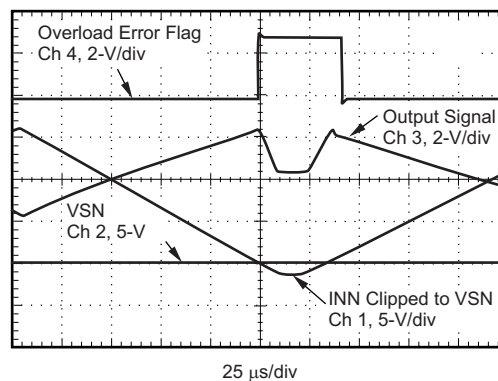 Overload Error Flag
Ch 4, 2-V/div
Output Signal
Ch 3, 2-V/div
VSN
Ch 2, 5-V
INN Clipped to VSN
Ch 1, 5-V/div
25 μs/div